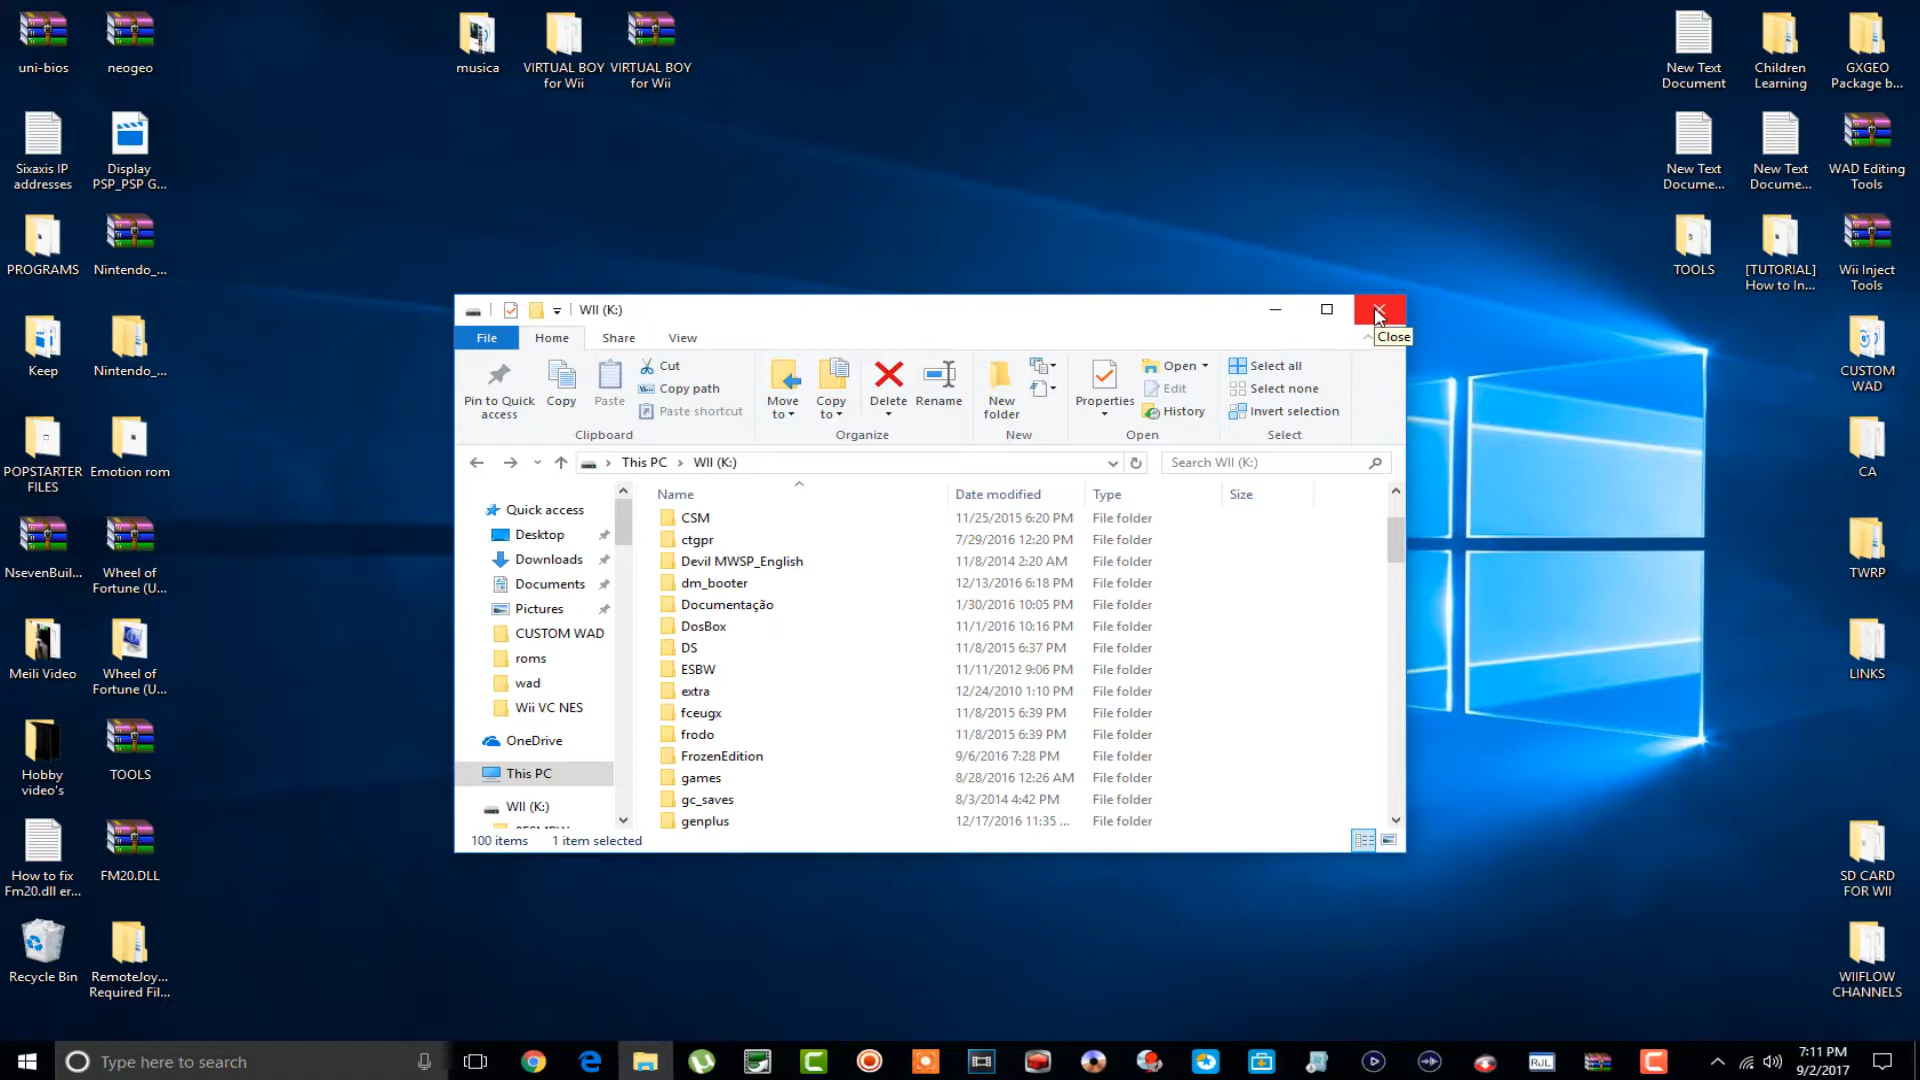 uni-bios
neogeo
musica
VIRTUAL BOY
for Wii
VIRTUAL BOY
for Wii
New Text
Document
Children
Learning
GXGEO
Package b...
Sixaxis IP
addresses
Display
PSP_PSP G...
New Text
Docume...
New Text
Docume...
WAD Editing
Tools
PROGRAMS
Nintendo_...
TOOLS
[TUTORIAL]
How to In...
Wii Inject
Tools
Keep
Nintendo_...
CUSTOM
WAD
POPSTARTER
FILES
Emotion rom
CA
NsevenBuil...
Wheel of
Fortune (U...
TWRP
Meili Video
Wheel of
Fortune (U...
LINKS
Hobby
video's
TOOLS
How to fix
Fm20.dll er...
FM20.DLL
SD CARD
FOR WII
Recycle Bin
RemoteJoy...
Required Fil...
WIIFLOW
CHANNELS
WII (K:)
Close
File Home Share View
Pin to Quick
access
Copy
Paste
Cut
Copy path
Paste shortcut
Clipboard
Move
to
Copy
to
Delete
Rename
Organize
New
folder
New
Properties
Open
Edit
History
Open
Select all
Select none
Invert selection
Select
This PC > WII (K:)
Search WII (K:)
Quick access
Desktop
Downloads
Documents
Pictures
CUSTOM WAD
roms
wad
Wii VC NES
OneDrive
This PC
WII (K:)
Name Date modified Type Size
CSM 11/25/2015 6:20 PM File folder
ctgpr 7/29/2016 12:20 PM File folder
Devil MWSP_English 11/8/2014 2:20 AM File folder
dm_booter 12/13/2016 6:18 PM File folder
Documentação 1/30/2016 10:05 PM File folder
DosBox 11/1/2016 10:16 PM File folder
DS 11/8/2015 6:37 PM File folder
ESBW 11/11/2012 9:06 PM File folder
extra 12/24/2010 1:10 PM File folder
fceugx 11/8/2015 6:39 PM File folder
frodo 11/8/2015 6:39 PM File folder
FrozenEdition 9/6/2016 7:28 PM File folder
games 8/28/2016 12:26 AM File folder
gc_saves 8/3/2014 4:42 PM File folder
genplus 12/17/2016 11:35 ... File folder
100 items 1 item selected
Type here to search
RJL
7:11 PM
9/2/2017